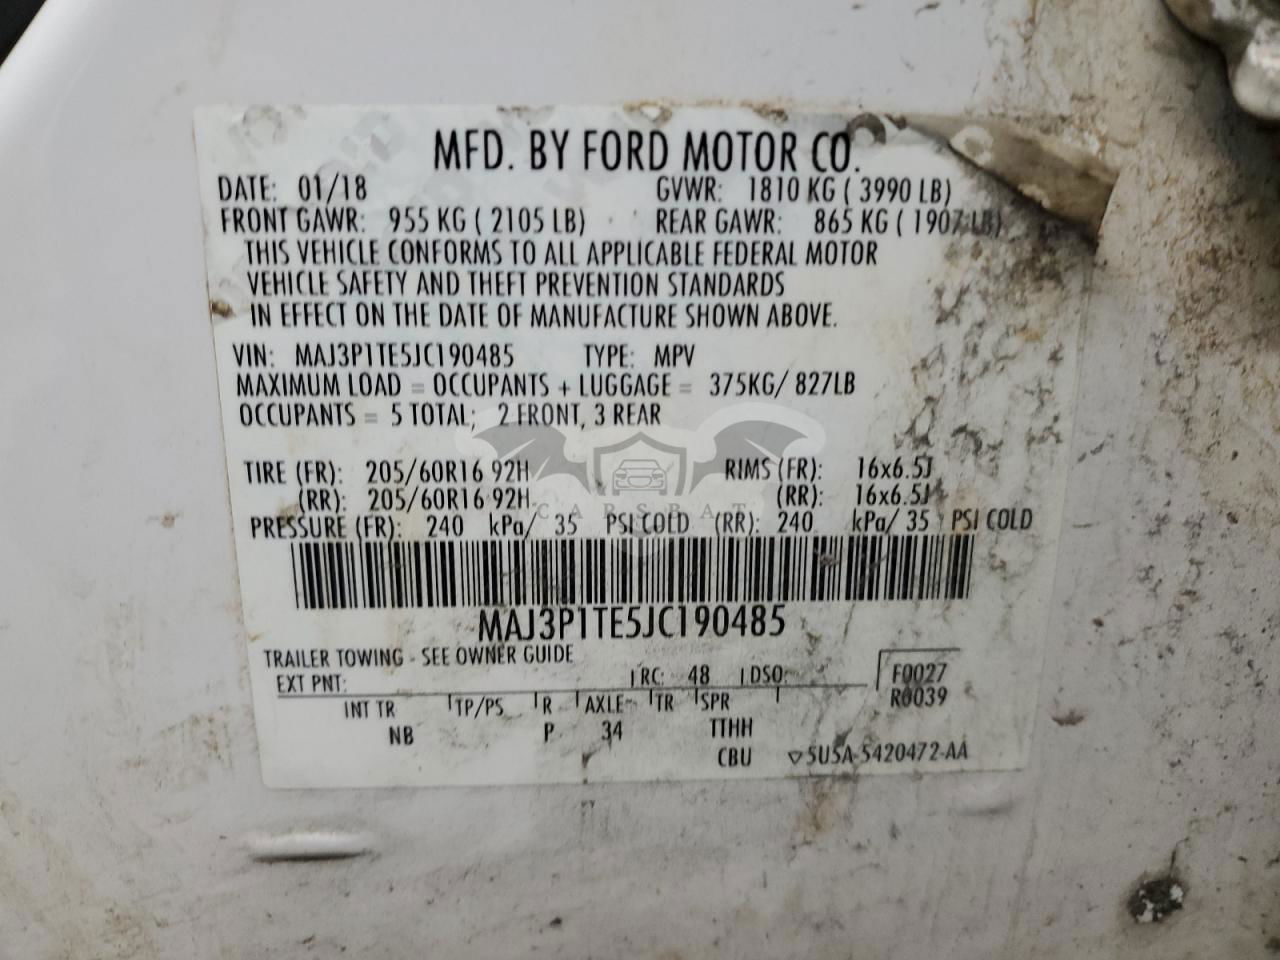 MFD. BY FORD MOTOR CO.
DATE: 01/18 GVWR: 1810 KG ( 3990 LB)
FRONT GAWR: 955 KG ( 2105 LB) REAR GAWR: 865 KG ( 1907 LB)
THIS VEHICLE CONFORMS TO ALL APPLICABLE FEDERAL MOTOR
VEHICLE SAFETY AND THEFT PREVENTION STANDARDS
IN EFFECT ON THE DATE OF MANUFACTURE SHOWN ABOVE.
VIN: MAJ3P1TE5JC190485 TYPE: MPV
MAXIMUM LOAD = OCCUPANTS + LUGGAGE = 375KG/ 827LB
OCCUPANTS = 5 TOTAL; 2 FRONT, 3 REAR
TIRE (FR): 205/60R16 92H RIMS (FR): 16x6.5J
(RR): 205/60R16 92H (RR): 16x6.5J
CARSBAT
PRESSURE (FR): 240 kPa/ 35 PSI COLD (RR): 240 kPa/ 35 PSI COLD
MAJ3P1TE5JC190485
TRAILER TOWING - SEE OWNER GUIDE
EXT PNT: RC: 48 DSO: F0027
R0039
INT TR TP/PS R AXLE TR SPR
NB P 34 TTHH
CBU ▽5U5A-5420472-AA